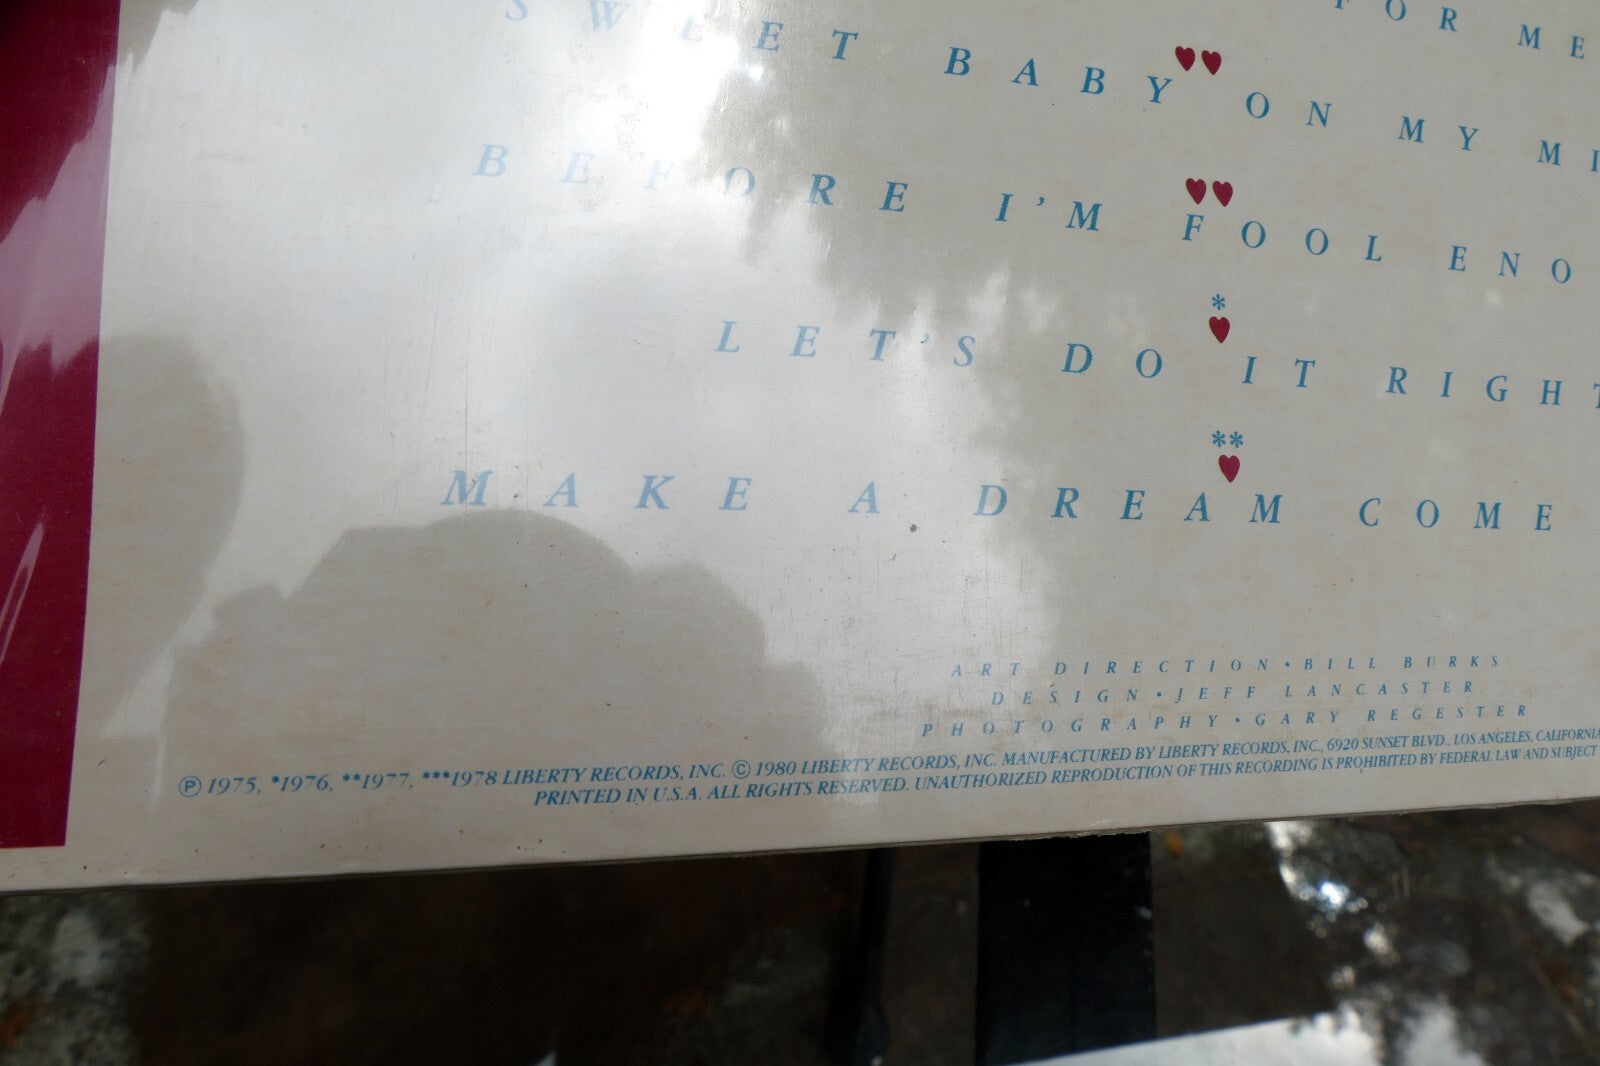 FOR ME
SWEET BABY ON MY
BEFORE I'M FOOL
*
LET'S DO IT RIGHT
**
MAKE A DREAM COME
ART DIRECTION•BILL BURKS
DESIGN•JEFF LANCASTER
PHOTOGRAPHY•GARY REGESTER
℗ 1975, *1976, **1977, ***1978 LIBERTY RECORDS, INC. © 1980 LIBERTY RECORDS, INC. MANUFACTURED BY LIBERTY RECORDS, INC., 6920 SUNSET BLVD., LOS ANGELES, CALIFORNIA
PRINTED IN U.S.A. ALL RIGHTS RESERVED. UNAUTHORIZED REPRODUCTION OF THIS RECORDING IS PROHIBITED BY FEDERAL LAW AND SUBJECT